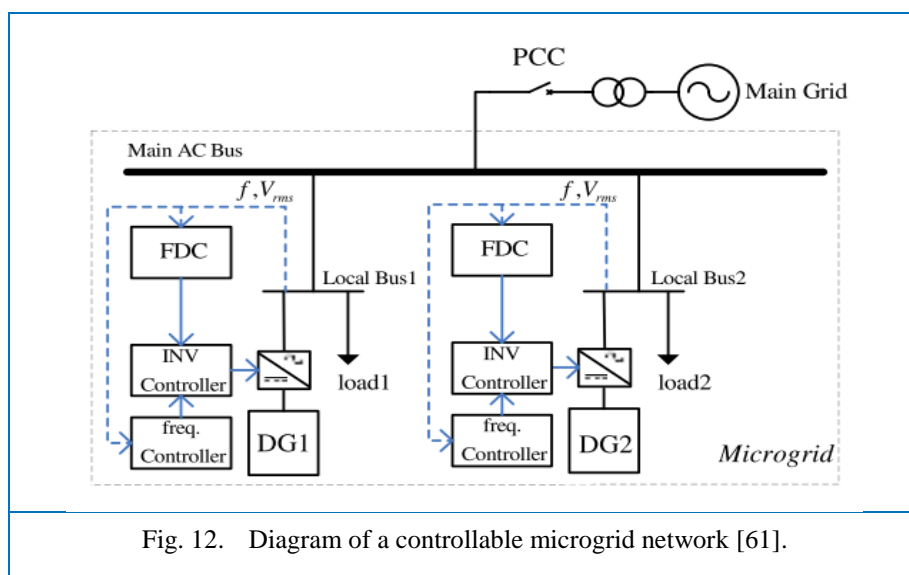 PCC
Main Grid
Main AC Bus
f,Vrms
f,Vrms
FDC
FDC
Local Bus1
Local Bus2
INV
Controller
INV
Controller
load1
load2
freq.
Controller
DG1
freq.
Controller
DG2
Microgrid
Fig. 12. Diagram of a controllable microgrid network [61].